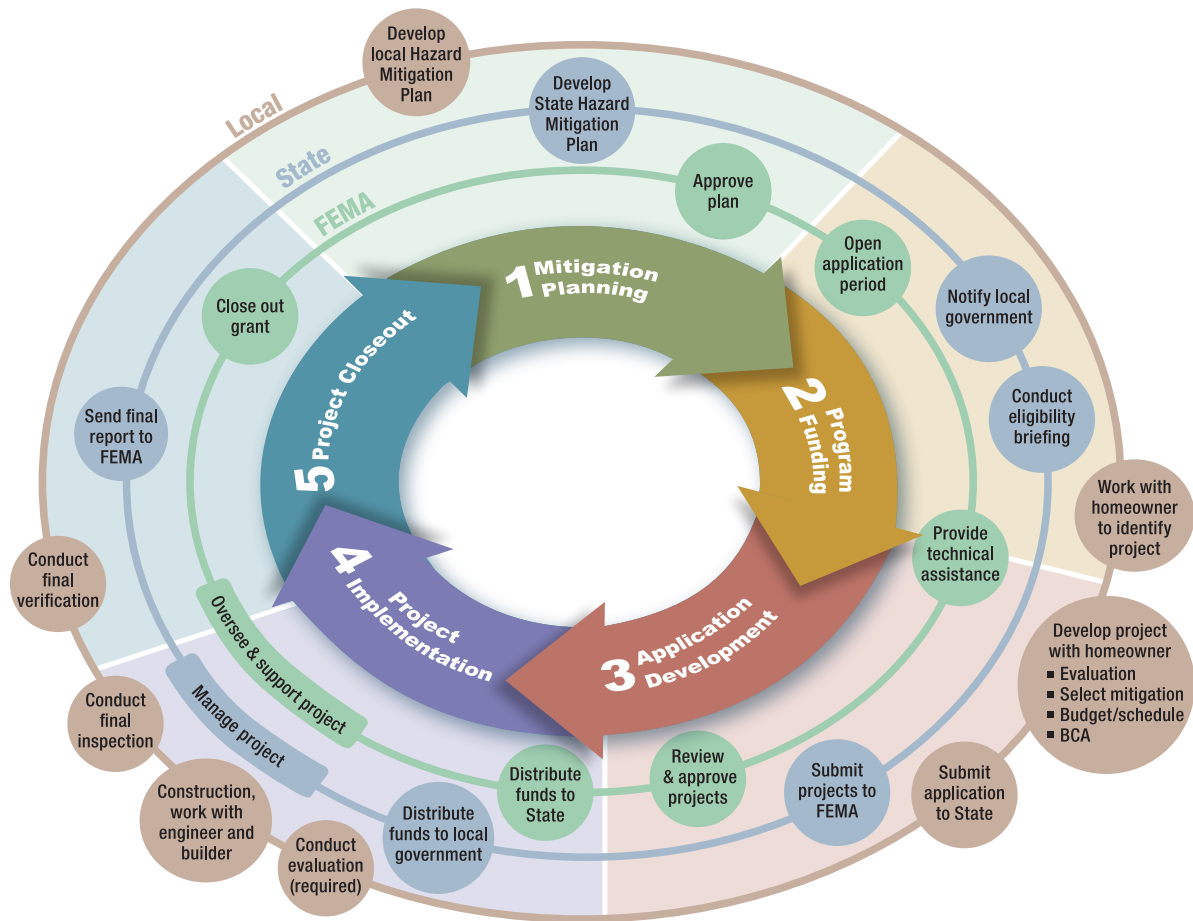 Local
State
FEMA
Develop
local Hazard
Mitigation
Plan
Develop
State Hazard
Mitigation
Plan
Approve
plan
Open
application
period
Notify local
government
Conduct
eligibility
briefing
Work with
homeowner
to identify
project
Provide
technical
assistance
Develop project
with homeowner
▪ Evaluation
▪ Select mitigation
▪ Budget/schedule
▪ BCA
Submit
application
to State
Submit
projects to
FEMA
Review
& approve
projects
Distribute
funds to
State
Distribute
funds to local
government
Conduct
evaluation
(required)
Construction,
work with
engineer and
builder
Conduct
final
inspection
Manage project
Oversee & support project
Conduct
final
verification
Send final
report to
FEMA
Close out
grant
1 Mitigation
Planning
2 Program
Funding
3 Application
Development
4 Project
Implementation
5 Project Closeout